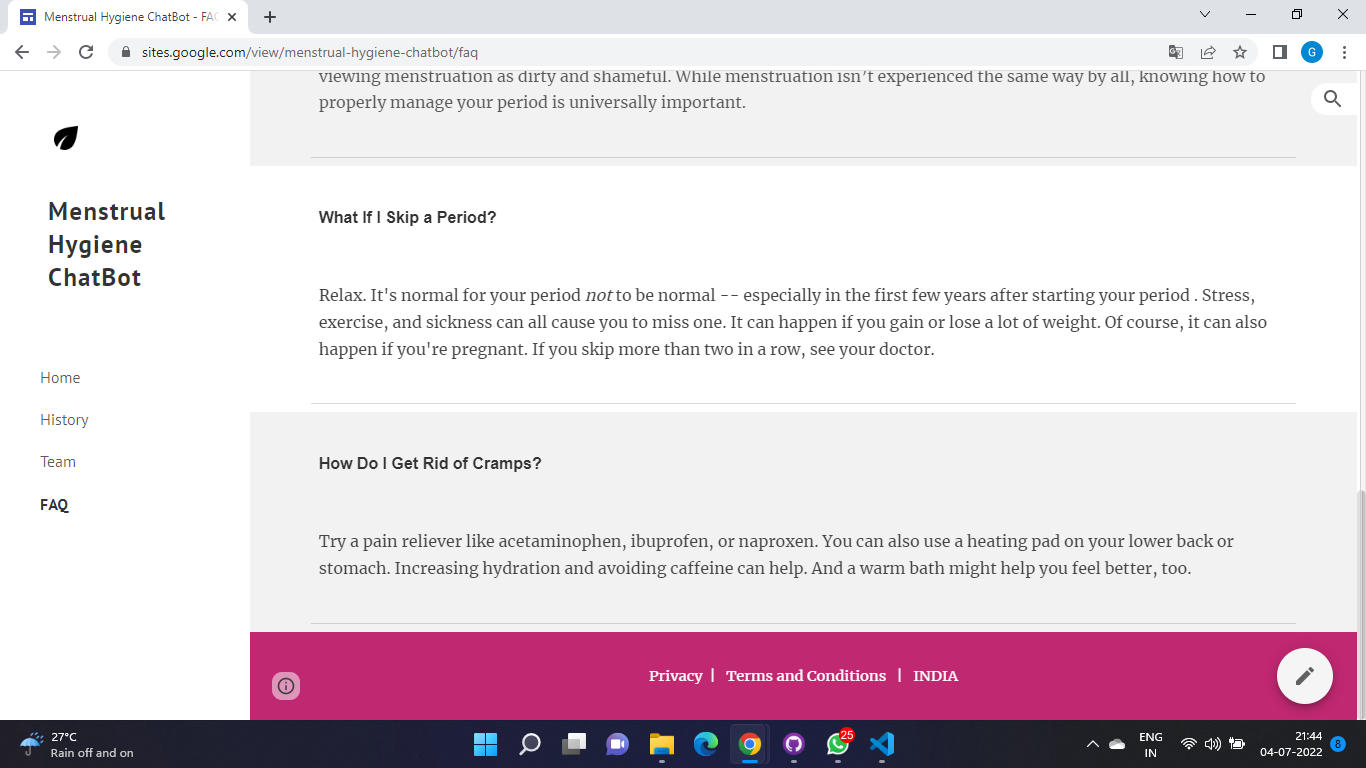 Menstrual Hygiene ChatBot - FAQ
sites.google.com/view/menstrual-hygiene-chatbot/faq
G
viewing menstruation as dirty and shameful. While menstruation isn't experienced the same way by all, knowing how to
properly manage your period is universally important.
Menstrual
Hygiene
ChatBot
Home
History
Team
FAQ
What If I Skip a Period?
Relax. It's normal for your period not to be normal -- especially in the first few years after starting your period . Stress,
exercise, and sickness can all cause you to miss one. It can happen if you gain or lose a lot of weight. Of course, it can also
happen if you're pregnant. If you skip more than two in a row, see your doctor.
How Do I Get Rid of Cramps?
Try a pain reliever like acetaminophen, ibuprofen, or naproxen. You can also use a heating pad on your lower back or
stomach. Increasing hydration and avoiding caffeine can help. And a warm bath might help you feel better, too.
Privacy | Terms and Conditions | INDIA
27°C
Rain off and on
25
ENG
IN
21:44
04-07-2022
8